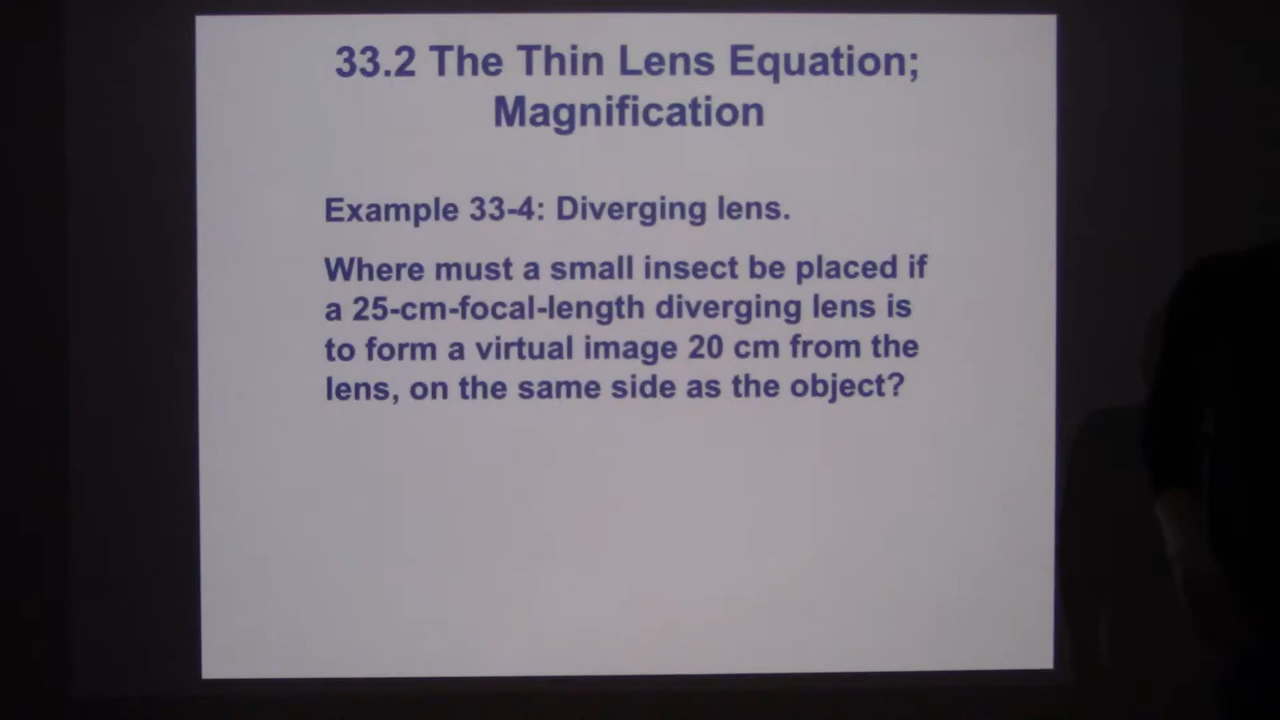 33.2 The Thin Lens Equation;
Magnification
Example 33-4: Diverging lens.
Where must a small insect be placed if
a 25-cm-focal-length diverging lens is
to form a virtual image 20 cm from the
lens, on the same side as the object?